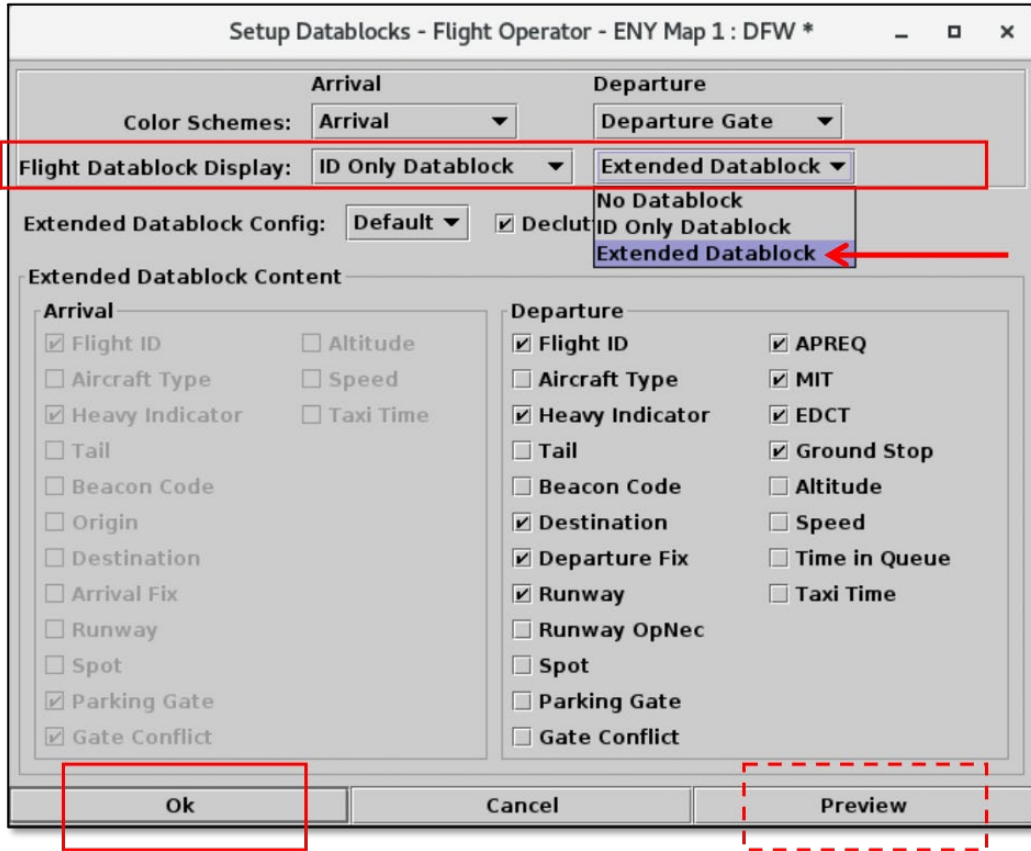 Setup Datablocks - Flight Operator - ENY Map 1 : DFW *
Arrival Departure
Color Schemes: Arrival Departure Gate
Flight Datablock Display: ID Only Datablock Extended Datablock
No Datablock
Extended Datablock Config: Default ID Only Datablock
Extended Datablock
Extended Datablock Content
Arrival
Flight ID Altitude
Aircraft Type Speed
Heavy Indicator Taxi Time
Tail
Beacon Code
Origin
Destination
Arrival Fix
Runway
Spot
Parking Gate
Gate Conflict
Departure
Flight ID APREQ
Aircraft Type MIT
Heavy Indicator EDCT
Tail Ground Stop
Beacon Code Altitude
Destination Speed
Departure Fix Time in Queue
Runway Taxi Time
Runway OpNec
Spot
Parking Gate
Gate Conflict
Ok Cancel Preview